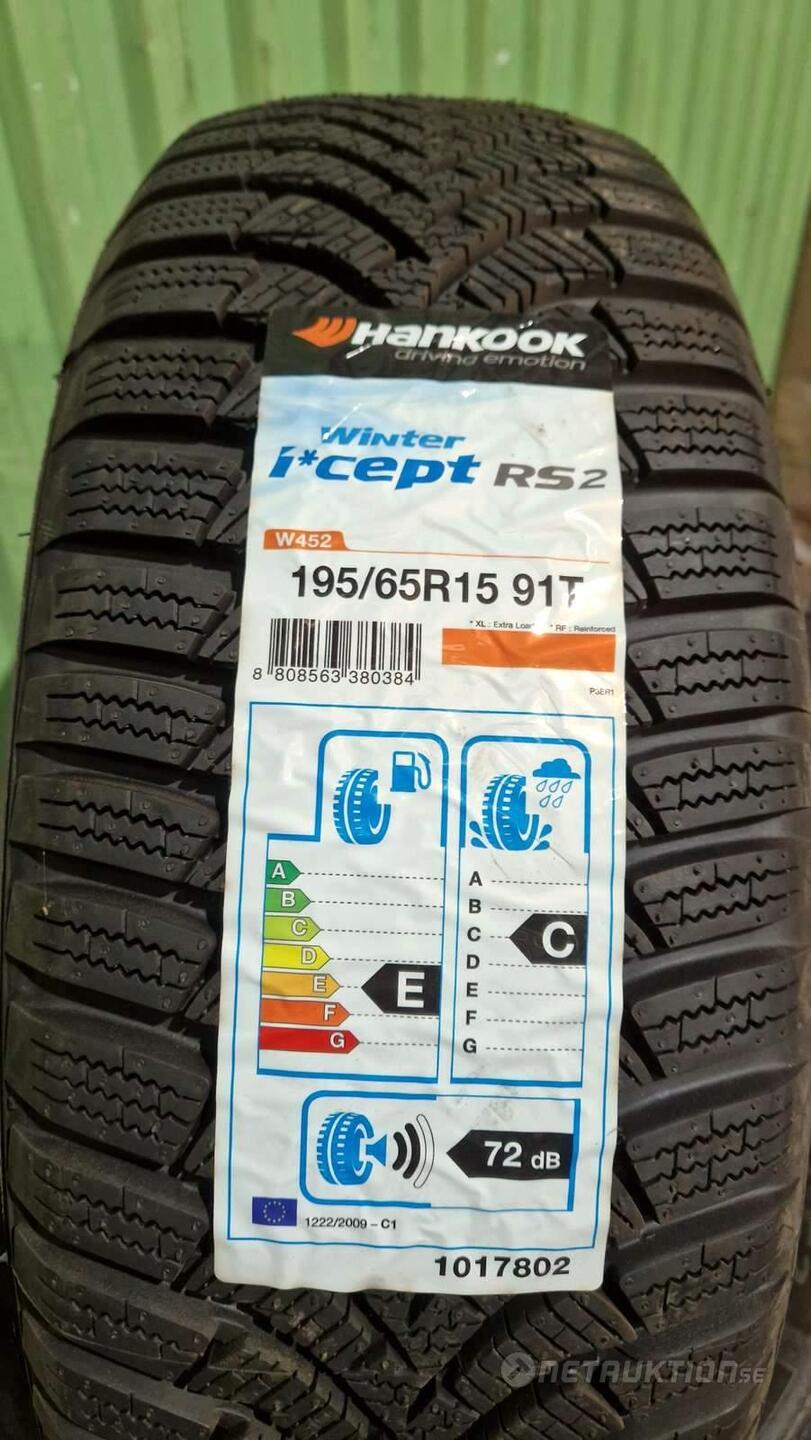 Hankook
driving emotion
Winter
i*cept RS2
W452
195/65R15 91T
* XL : Extra Load * RF : Reinforced
8 808563 380384
P3ER1
A
B
C
D
E
F
G
E
A
B
C
D
E
F
G
C
72 dB
1222/2009 - C1
1017802
NETAUKTION.SE